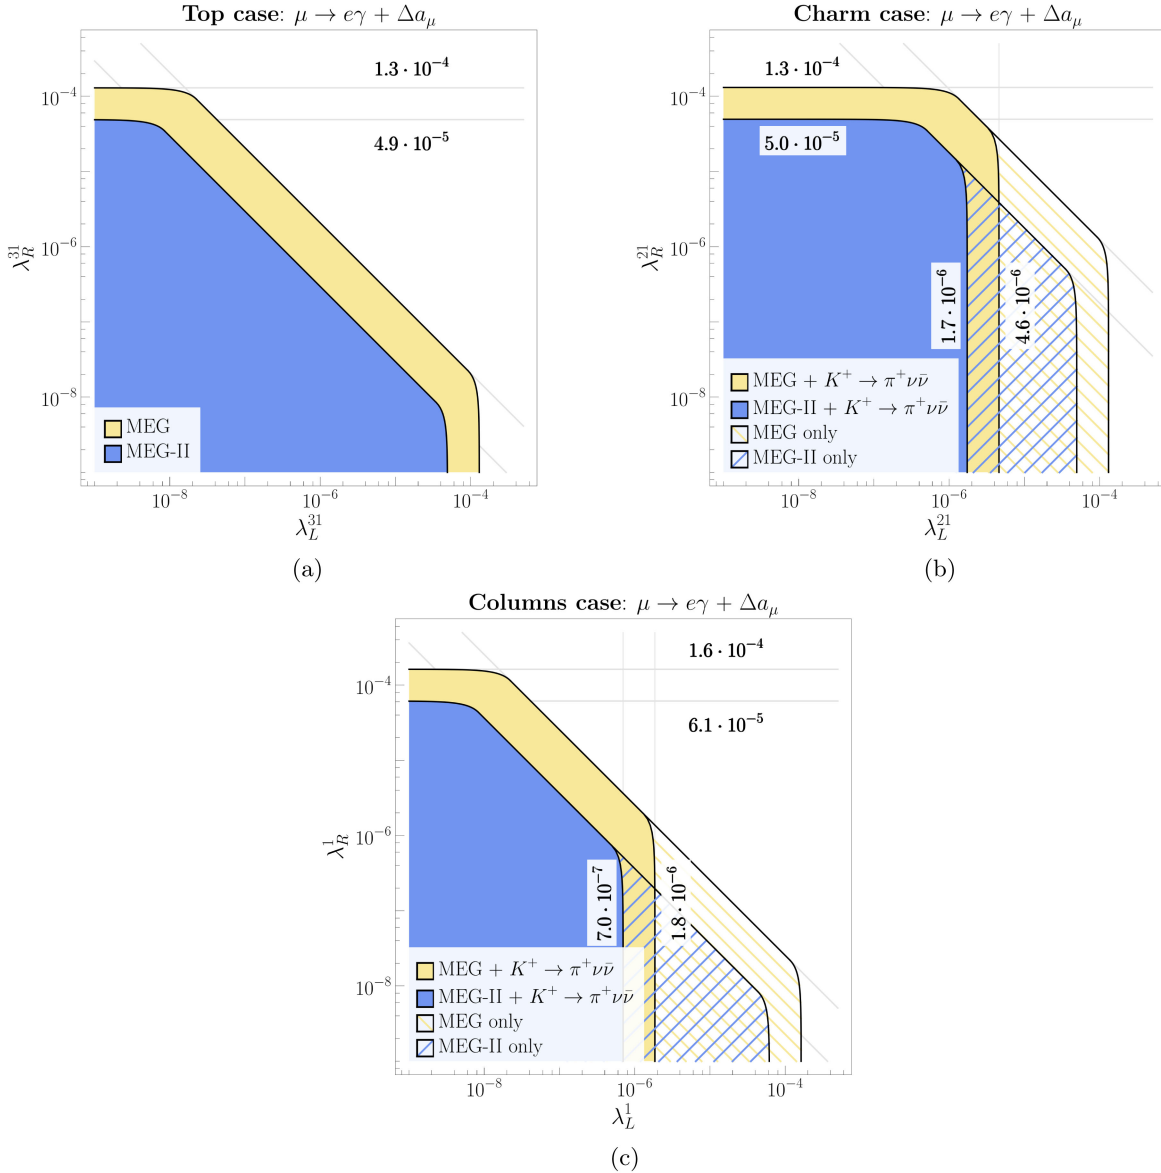 Top case: μ → eγ + Δa_μ
1.3 · 10⁻⁴
4.9 · 10⁻⁵
10⁻⁴
10⁻⁶
10⁻⁸
λ_R^31
MEG
MEG-II
10⁻⁸ 10⁻⁶ 10⁻⁴
λ_L^31
(a)
Charm case: μ → eγ + Δa_μ
1.3 · 10⁻⁴
5.0 · 10⁻⁵
10⁻⁴
10⁻⁶
10⁻⁸
λ_R^21
1.7 · 10⁻⁶
4.6 · 10⁻⁶
MEG + K⁺ → π⁺νν̄
MEG-II + K⁺ → π⁺νν̄
MEG only
MEG-II only
10⁻⁸ 10⁻⁶ 10⁻⁴
λ_L^21
(b)
Columns case: μ → eγ + Δa_μ
1.6 · 10⁻⁴
6.1 · 10⁻⁵
10⁻⁴
10⁻⁶
10⁻⁸
λ_R^1
7.0 · 10⁻⁷
1.8 · 10⁻⁶
MEG + K⁺ → π⁺νν̄
MEG-II + K⁺ → π⁺νν̄
MEG only
MEG-II only
10⁻⁸ 10⁻⁶ 10⁻⁴
λ_L^1
(c)